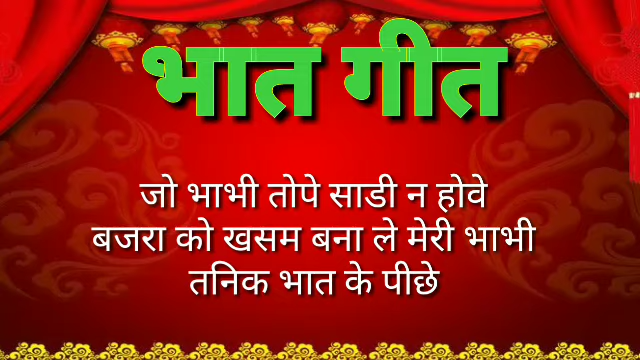 भात गीत
जो भाभी तोपे साडी न होवे
बजरा को खसम बना ले मेरी भाभी
तनिक भात के पीछे